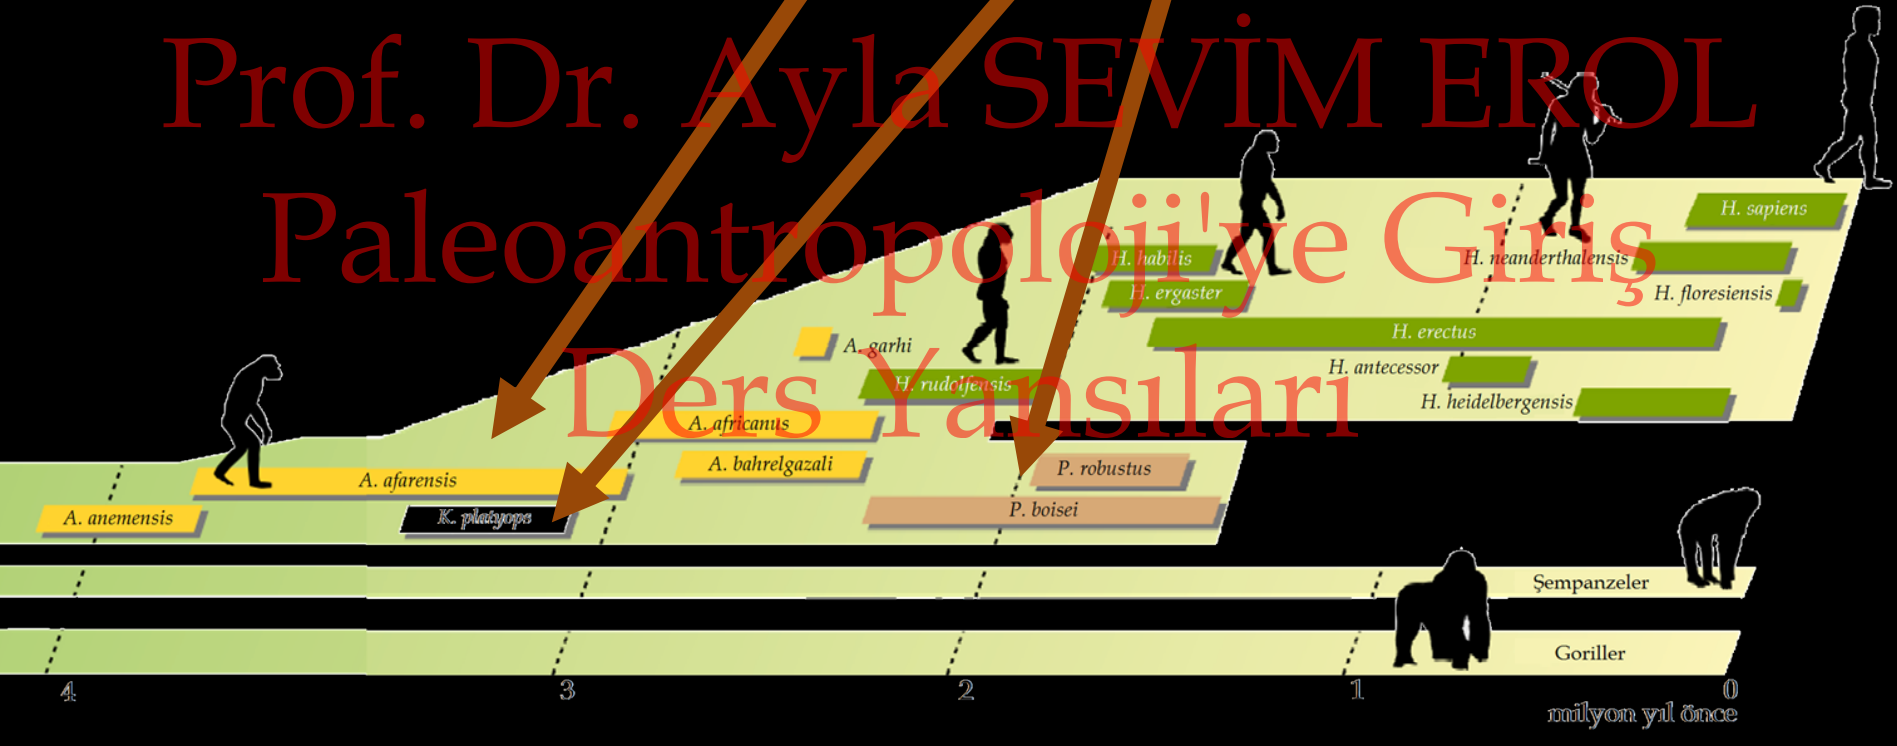 Prof. Dr. Ayla SEVİM EROL
Paleoantropoloji'ye Giriş
Ders Yansıları
H. sapiens
H. habilis
H. neanderthalensis
H. ergaster
H. floresiensis
H. erectus
A. garhi
H. antecessor
H. rudolfensis
H. heidelbergensis
A. africanus
A. bahrelgazali
P. robustus
A. afarensis
P. boisei
A. anemensis
K. platyops
Şempanzeler
Goriller
4 3 2 1 0
milyon yıl önce